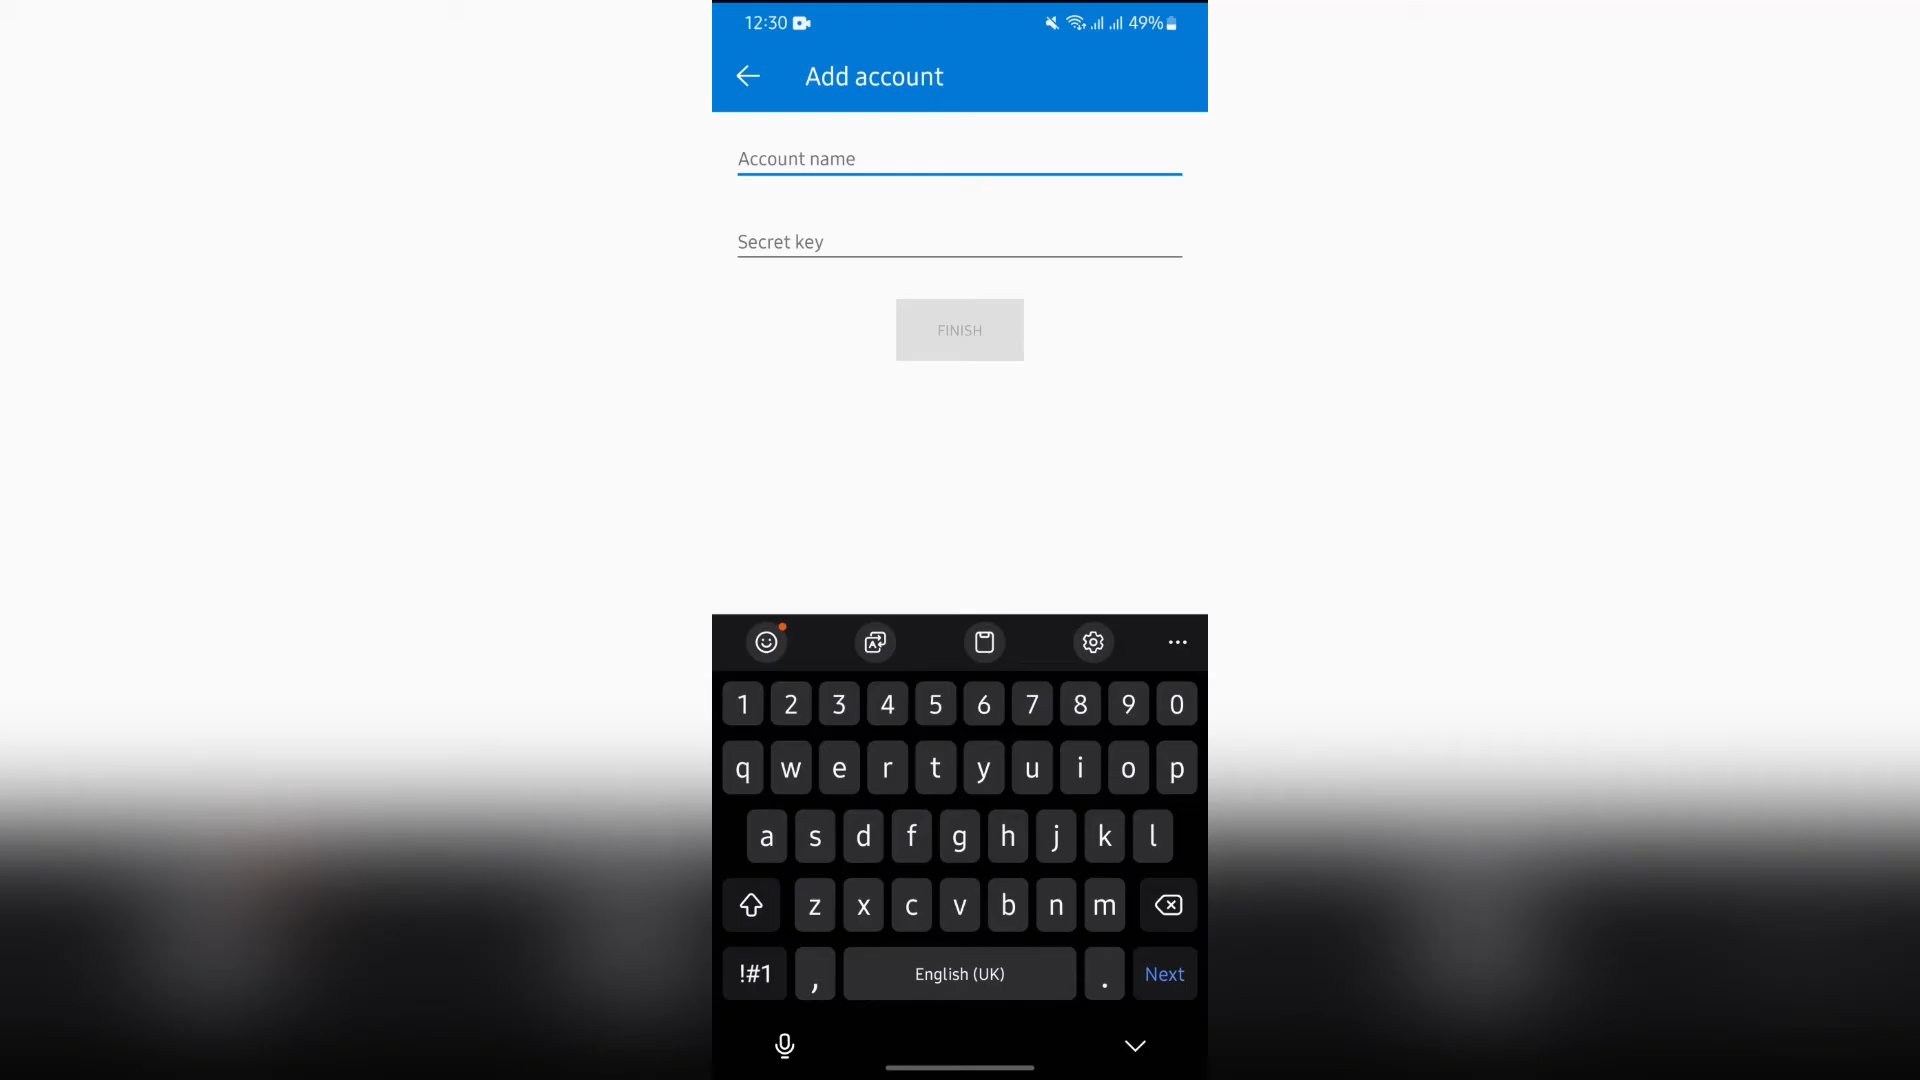 12:30 49%
Add account
Account name
Secret key
FINISH
1 2 3 4 5 6 7 8 9 0
q w e r t y u i o p
a s d f g h j k l
z x c v b n m
!#1 , English (UK) . Next